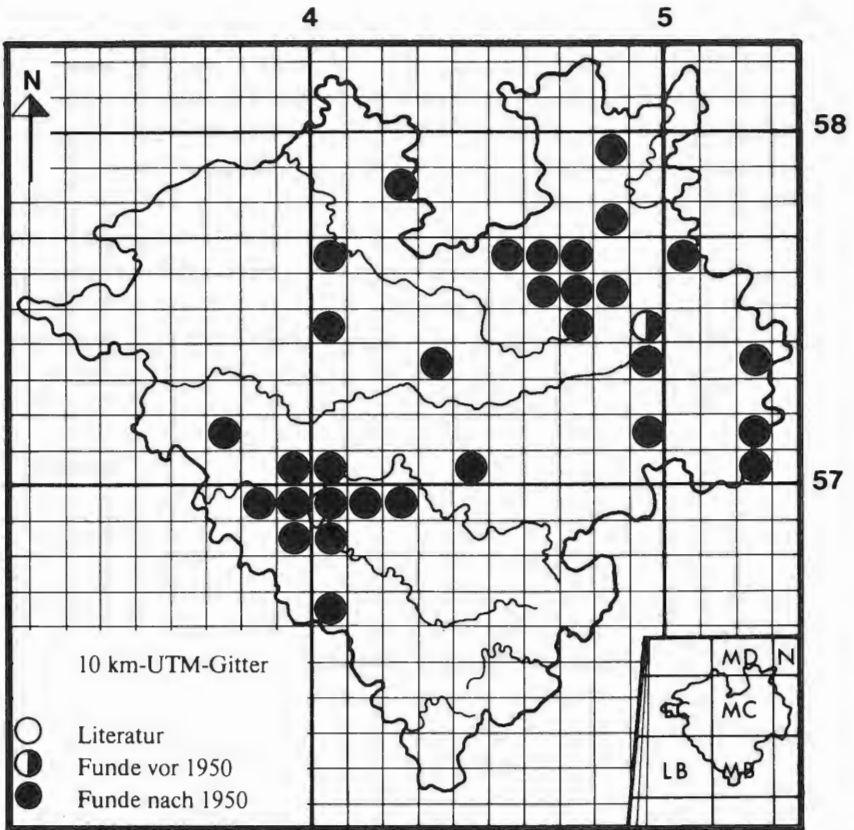 4 5
N
58
57
10 km-UTM-Gitter
Literatur
Funde vor 1950
Funde nach 1950
MD N
MC
LB MB